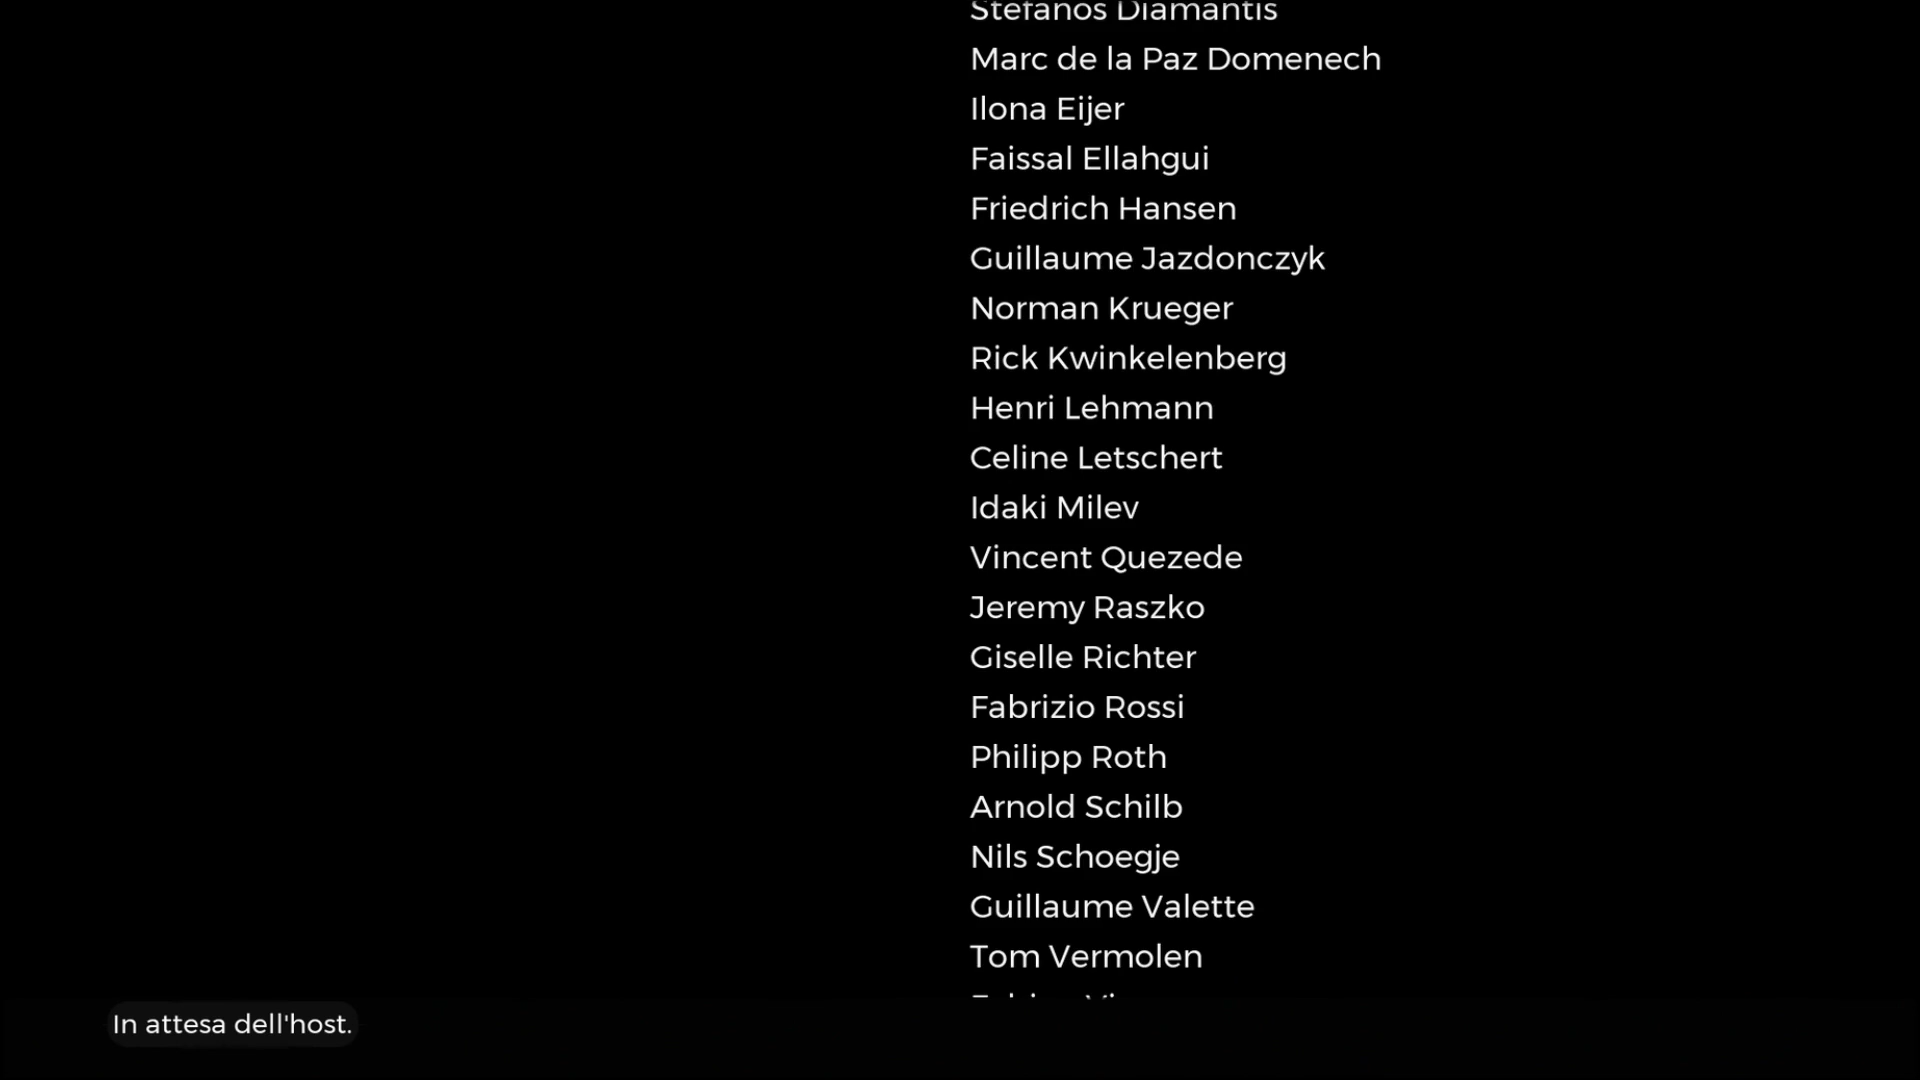 Stefanos Diamantis
Marc de la Paz Domenech
Ilona Eijer
Faissal Ellahgui
Friedrich Hansen
Guillaume Jazdonczyk
Norman Krueger
Rick Kwinkelenberg
Henri Lehmann
Celine Letschert
Idaki Milev
Vincent Quezede
Jeremy Raszko
Giselle Richter
Fabrizio Rossi
Philipp Roth
Arnold Schilb
Nils Schoegje
Guillaume Valette
Tom Vermolen
In attesa dell'host.